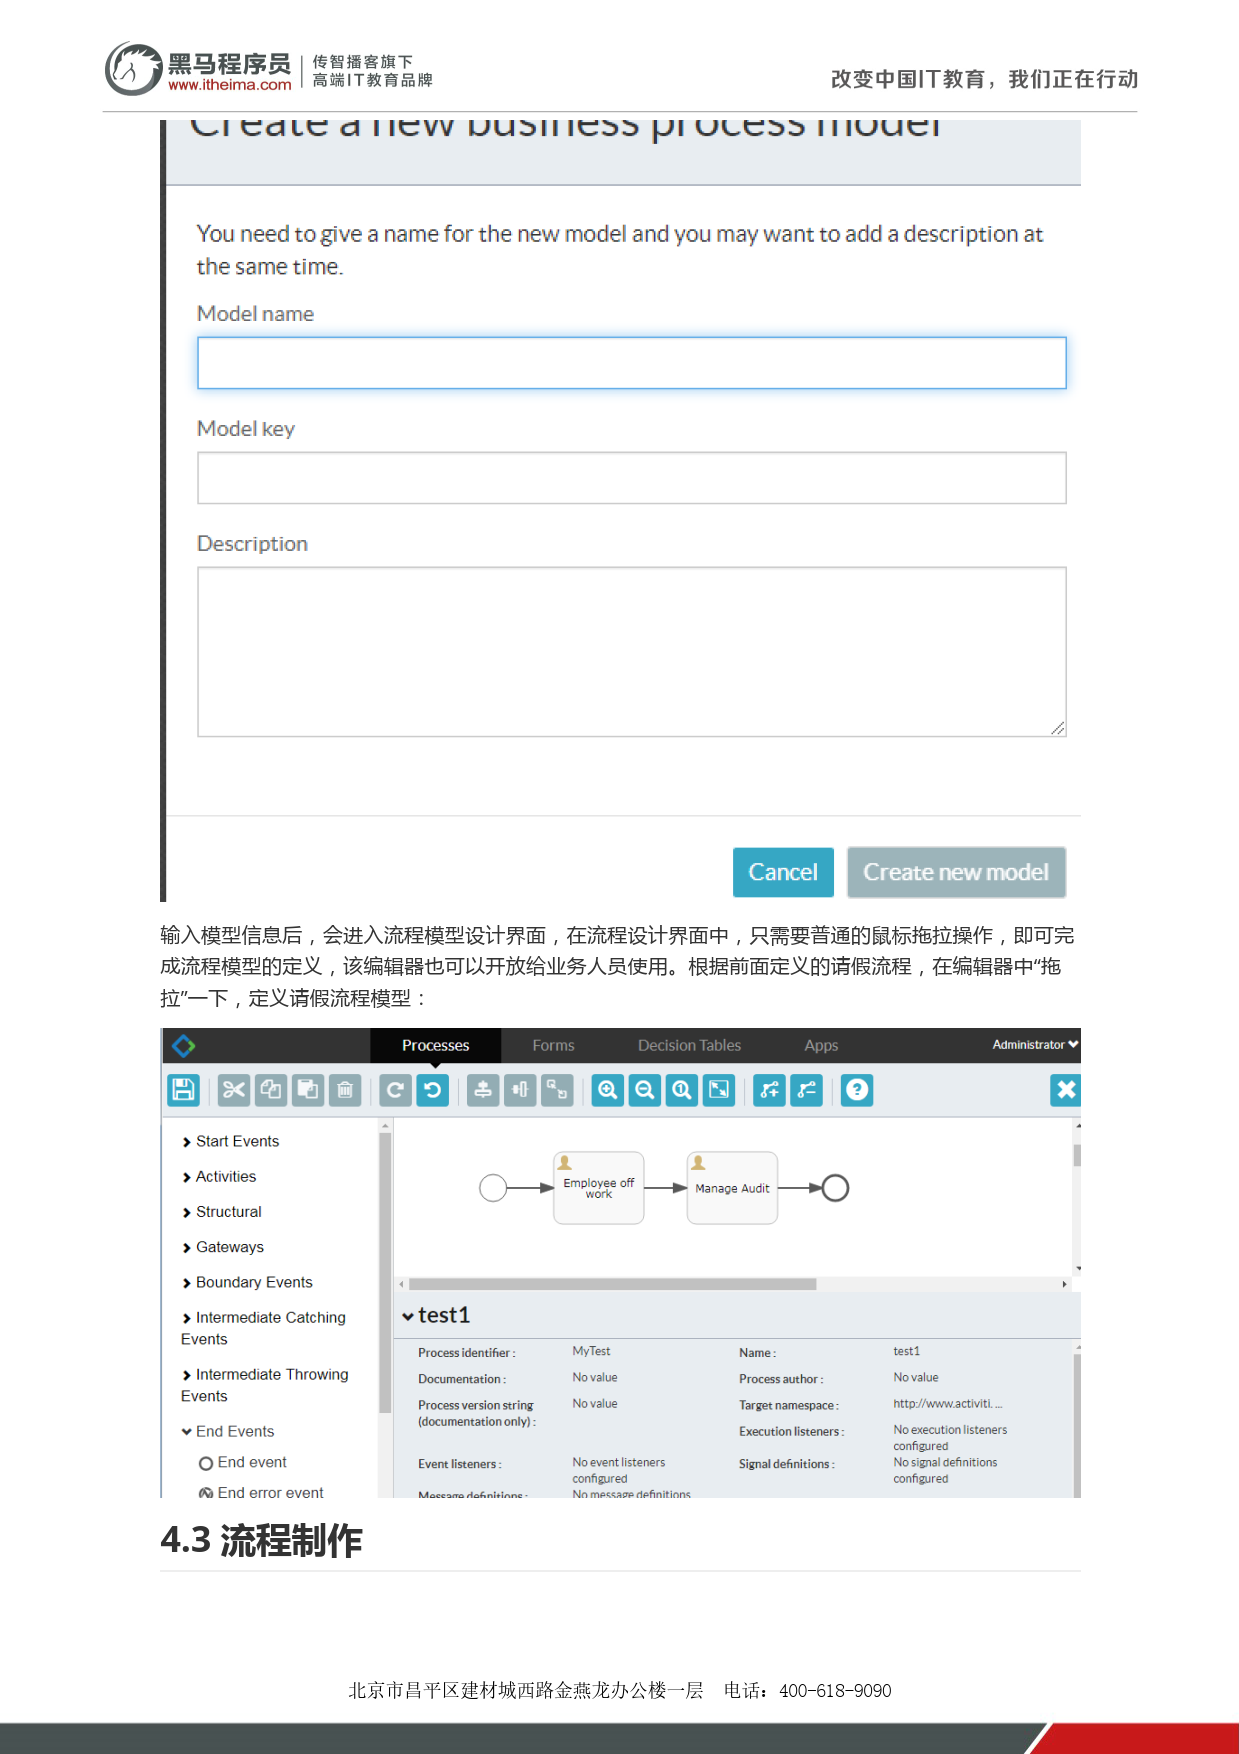 黑马程序员
www.itheima.com
传智播客旗下
高端IT教育品牌
改变中国IT教育，我们正在行动
Create a new business process model
You need to give a name for the new model and you may want to add a description at
the same time.
Model name
Model key
Description
Cancel
Create new model
输入模型信息后，会进入流程模型设计界面，在流程设计界面中，只需要普通的鼠标拖拉操作，即可完
成流程模型的定义，该编辑器也可以开放给业务人员使用。根据前面定义的请假流程，在编辑器中“拖
拉”一下，定义请假流程模型：
Processes
Forms
Decision Tables
Apps
Administrator
Start Events
Activities
Structural
Gateways
Boundary Events
Intermediate Catching
Events
Intermediate Throwing
Events
End Events
End event
End error event
Employee off
work
Manage Audit
test1
Process identifier : MyTest Name : test1
Documentation : No value Process author : No value
Process version string
(documentation only) : No value Target namespace : http://www.activiti. ...
Execution listeners : No execution listeners
configured
Event listeners : No event listeners
configured
Signal definitions : No signal definitions
configured
Message definitions : No message definitions
4.3 流程制作
北京市昌平区建材城西路金燕龙办公楼一层 电话：400-618-9090